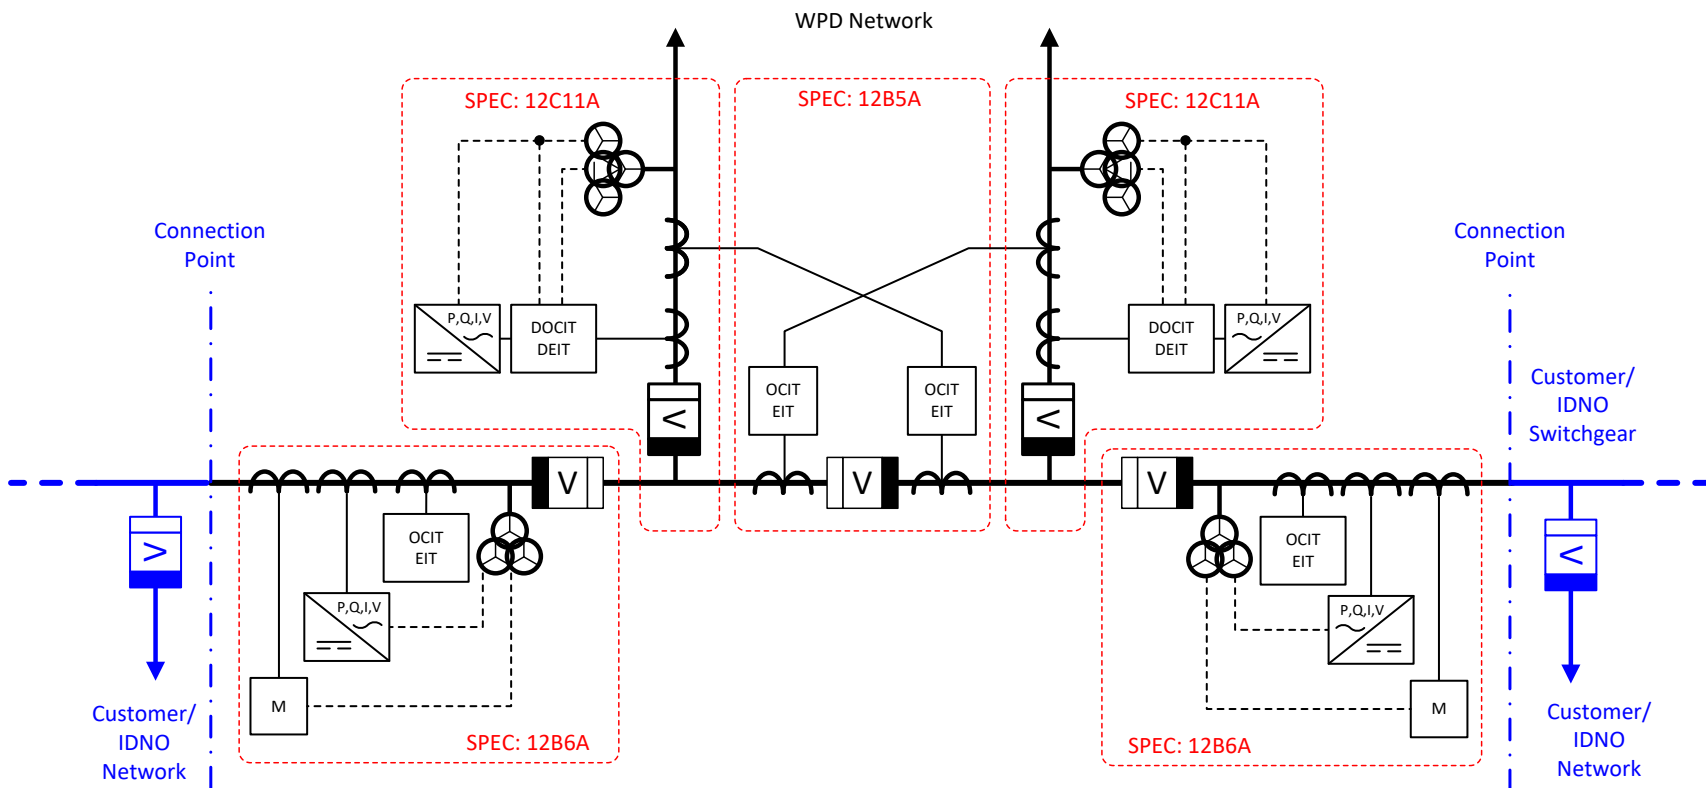 WPD Network
SPEC: 12C11A
SPEC: 12B5A
SPEC: 12C11A
Connection
Point
Connection
Point
P,Q,I,V
DOCIT
DEIT
DOCIT
DEIT
P,Q,I,V
OCIT
EIT
OCIT
EIT
Customer/
IDNO
Switchgear
V
V
V
V
V
V
V
OCIT
EIT
OCIT
EIT
P,Q,I,V
P,Q,I,V
M
M
Customer/
IDNO
Network
SPEC: 12B6A
SPEC: 12B6A
Customer/
IDNO
Network